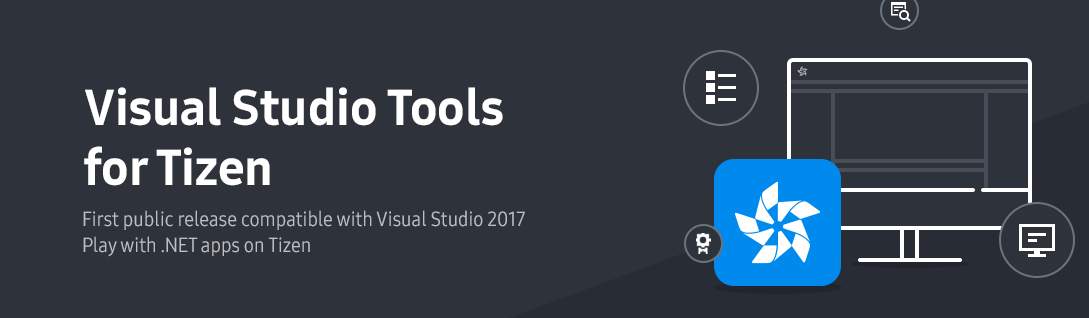 Visual Studio Tools
for Tizen
First public release compatible with Visual Studio 2017
Play with .NET apps on Tizen